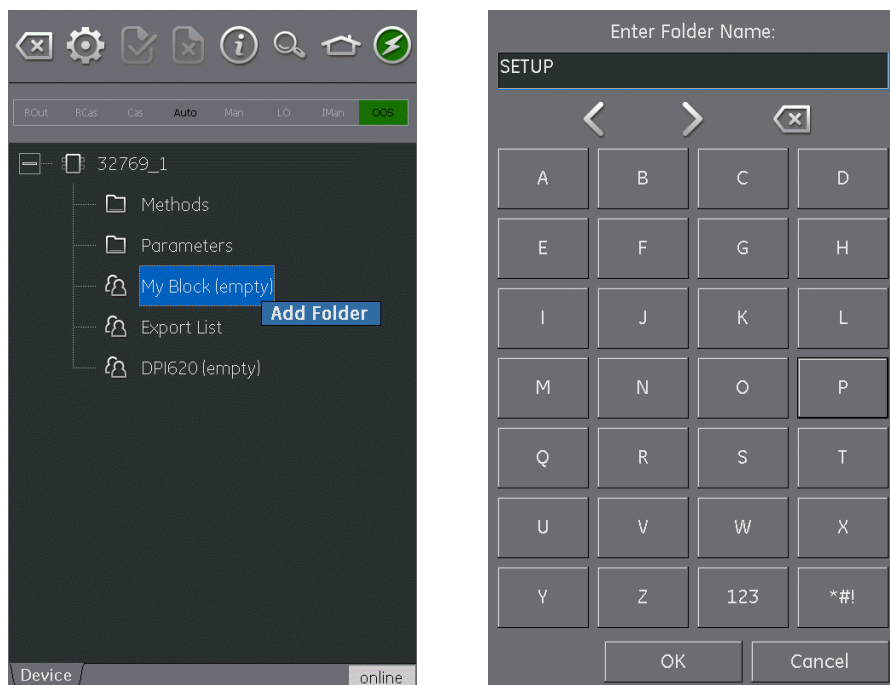 ROut RCas Cas Auto Man LO IMan OOS
32769_1
Methods
Parameters
My Block (empty)
Add Folder
Export List
DPI620 (empty)
Device
online
Enter Folder Name:
SETUP
A B C D
E F G H
I J K L
M N O P
Q R S T
U V W X
Y Z 123 *#!
OK Cancel